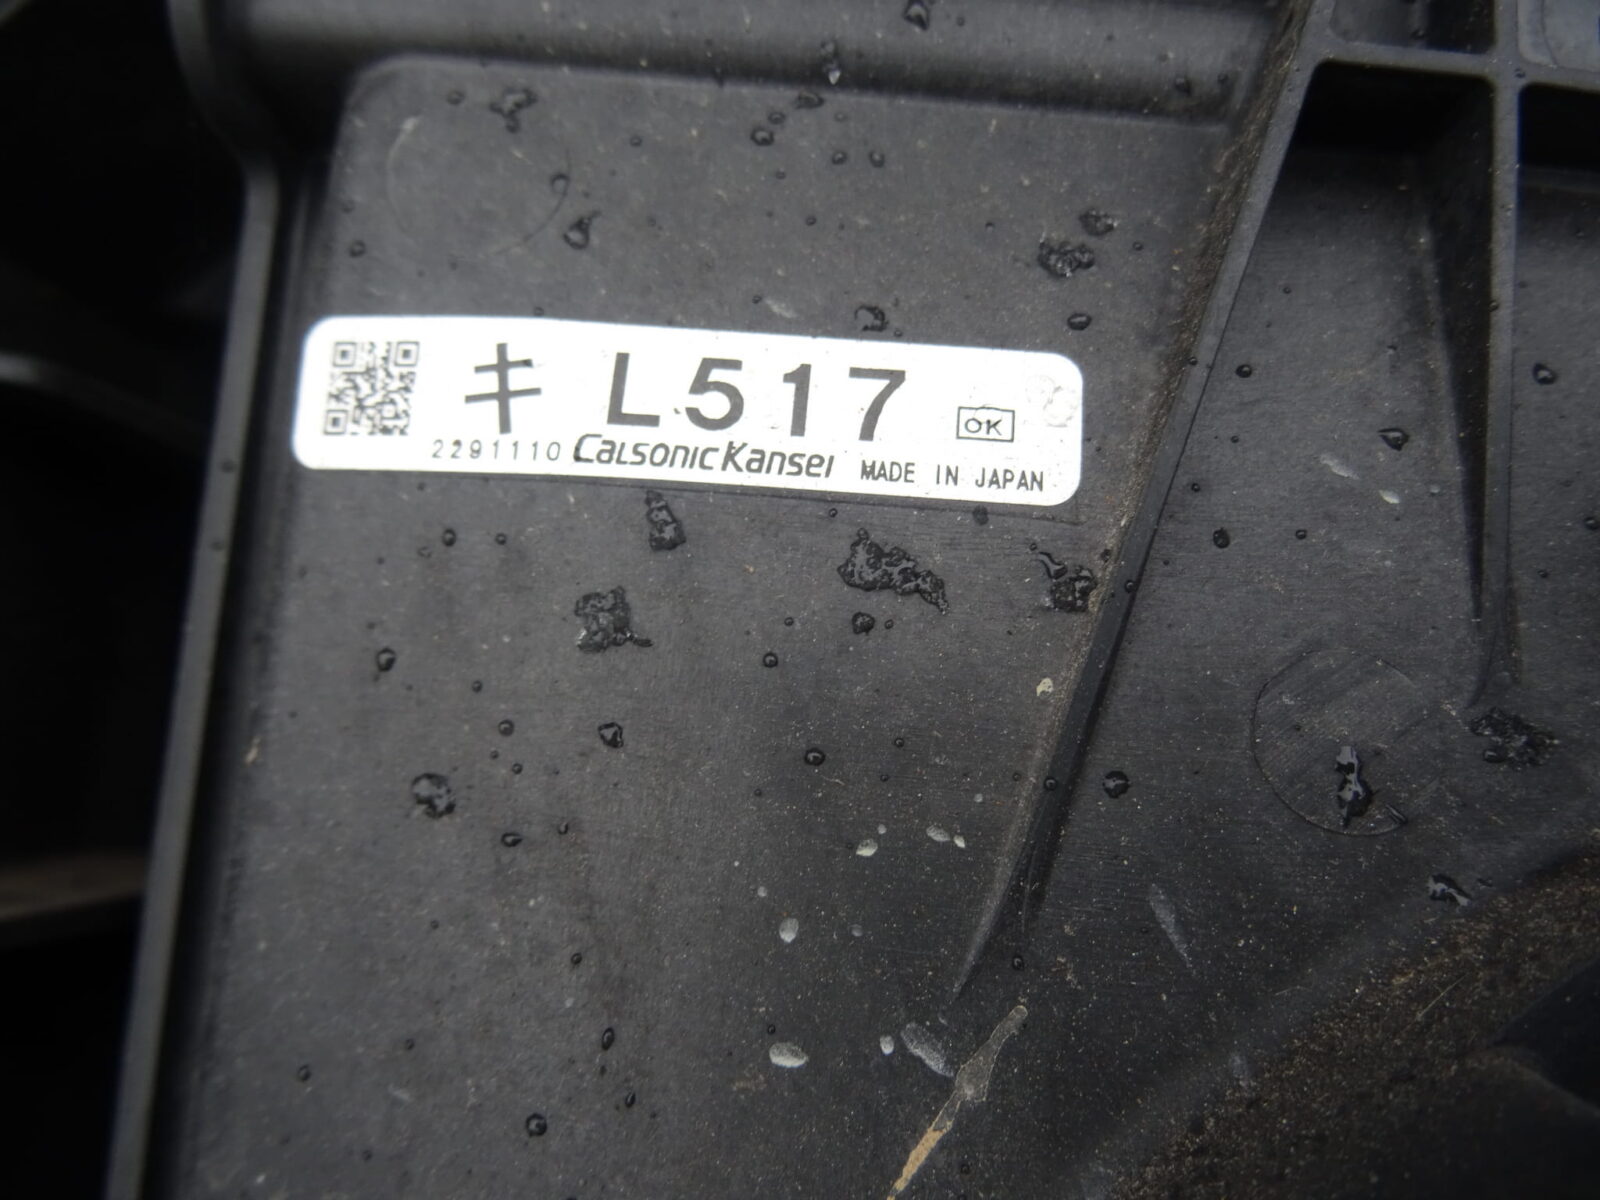 キ L517 OK
2291110 CalsonicKansei MADE IN JAPAN